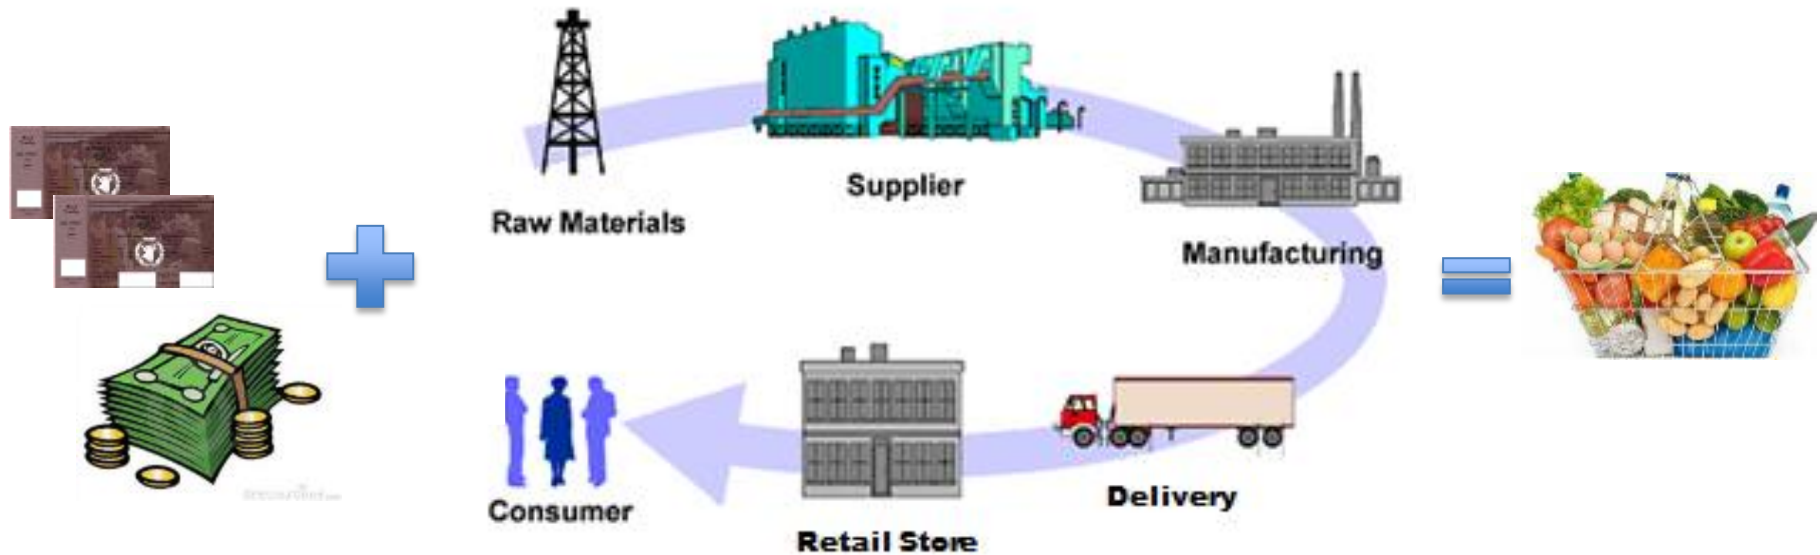 Raw Materials
Supplier
Manufacturing
Delivery
Retail Store
Consumer